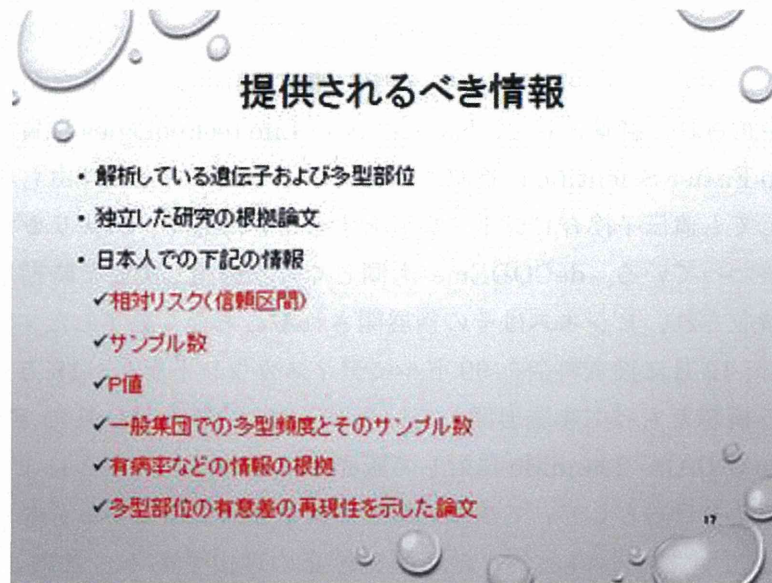 提供されるべき情報
・解析している遺伝子および多型部位
・独立した研究の根拠論文
・日本人での下記の情報
✓相対リスク(信頼区間)
✓サンプル数
✓P値
✓一般集団での多型頻度とそのサンプル数
✓有病率などの情報の根拠
✓多型部位の有意差の再現性を示した論文
17